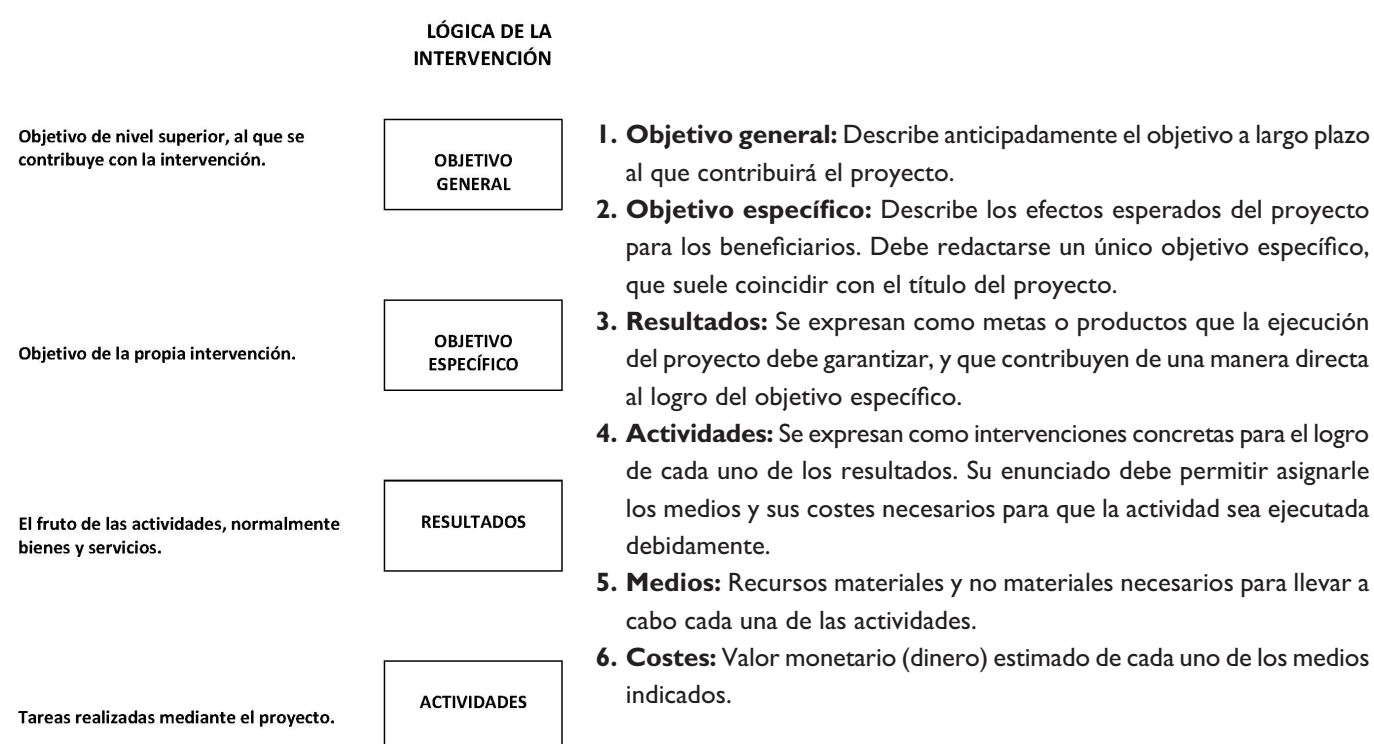 LÓGICA DE LA
INTERVENCIÓN
Objetivo de nivel superior, al que se
contribuye con la intervención.
OBJETIVO
GENERAL
Objetivo de la propia intervención.
OBJETIVO
ESPECÍFICO
El fruto de las actividades, normalmente
bienes y servicios.
RESULTADOS
Tareas realizadas mediante el proyecto.
ACTIVIDADES
1. Objetivo general: Describe anticipadamente el objetivo a largo plazo
al que contribuirá el proyecto.
2. Objetivo específico: Describe los efectos esperados del proyecto
para los beneficiarios. Debe redactarse un único objetivo específico,
que suele coincidir con el título del proyecto.
3. Resultados: Se expresan como metas o productos que la ejecución
del proyecto debe garantizar, y que contribuyen de una manera directa
al logro del objetivo específico.
4. Actividades: Se expresan como intervenciones concretas para el logro
de cada uno de los resultados. Su enunciado debe permitir asignarle
los medios y sus costes necesarios para que la actividad sea ejecutada
debidamente.
5. Medios: Recursos materiales y no materiales necesarios para llevar a
cabo cada una de las actividades.
6. Costes: Valor monetario (dinero) estimado de cada uno de los medios
indicados.